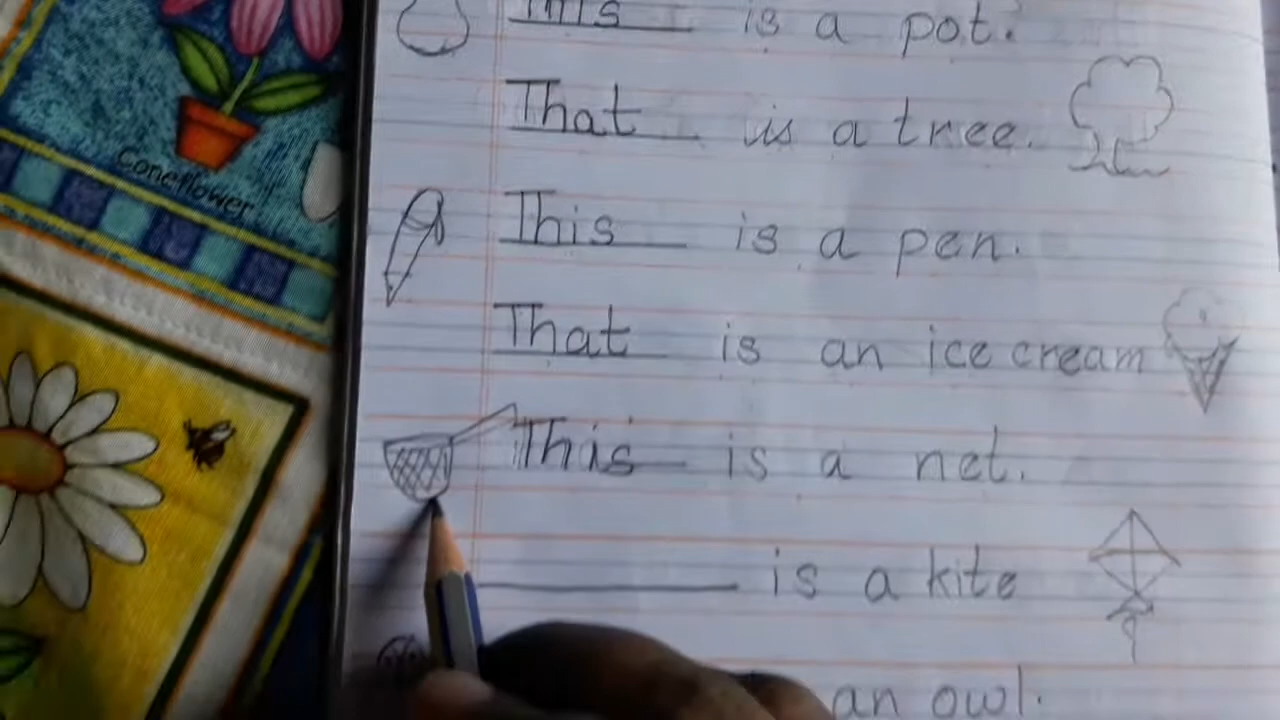 This is a pot.
That is a tree.
This is a pen.
That is an ice cream
This is a net.
is a kite
an owl.
Coneflower